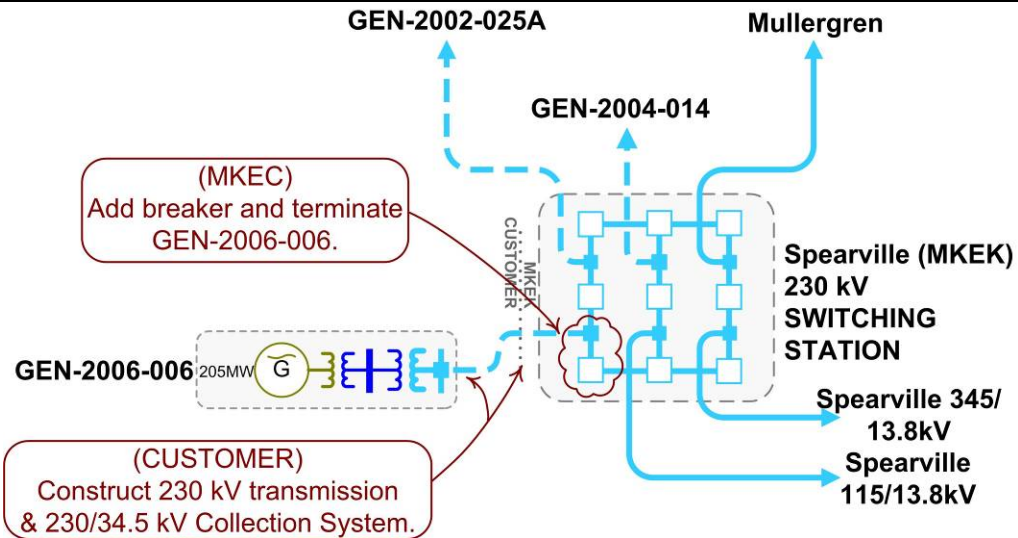 GEN-2002-025A
Mullergren
GEN-2004-014
(MKEC)
Add breaker and terminate
GEN-2006-006.
CUSTOMER
MKEK
Spearville (MKEK)
230 kV
SWITCHING
STATION
GEN-2006-006
205MW
G
Spearville 345/
13.8kV
Spearville
115/13.8kV
(CUSTOMER)
Construct 230 kV transmission
& 230/34.5 kV Collection System.